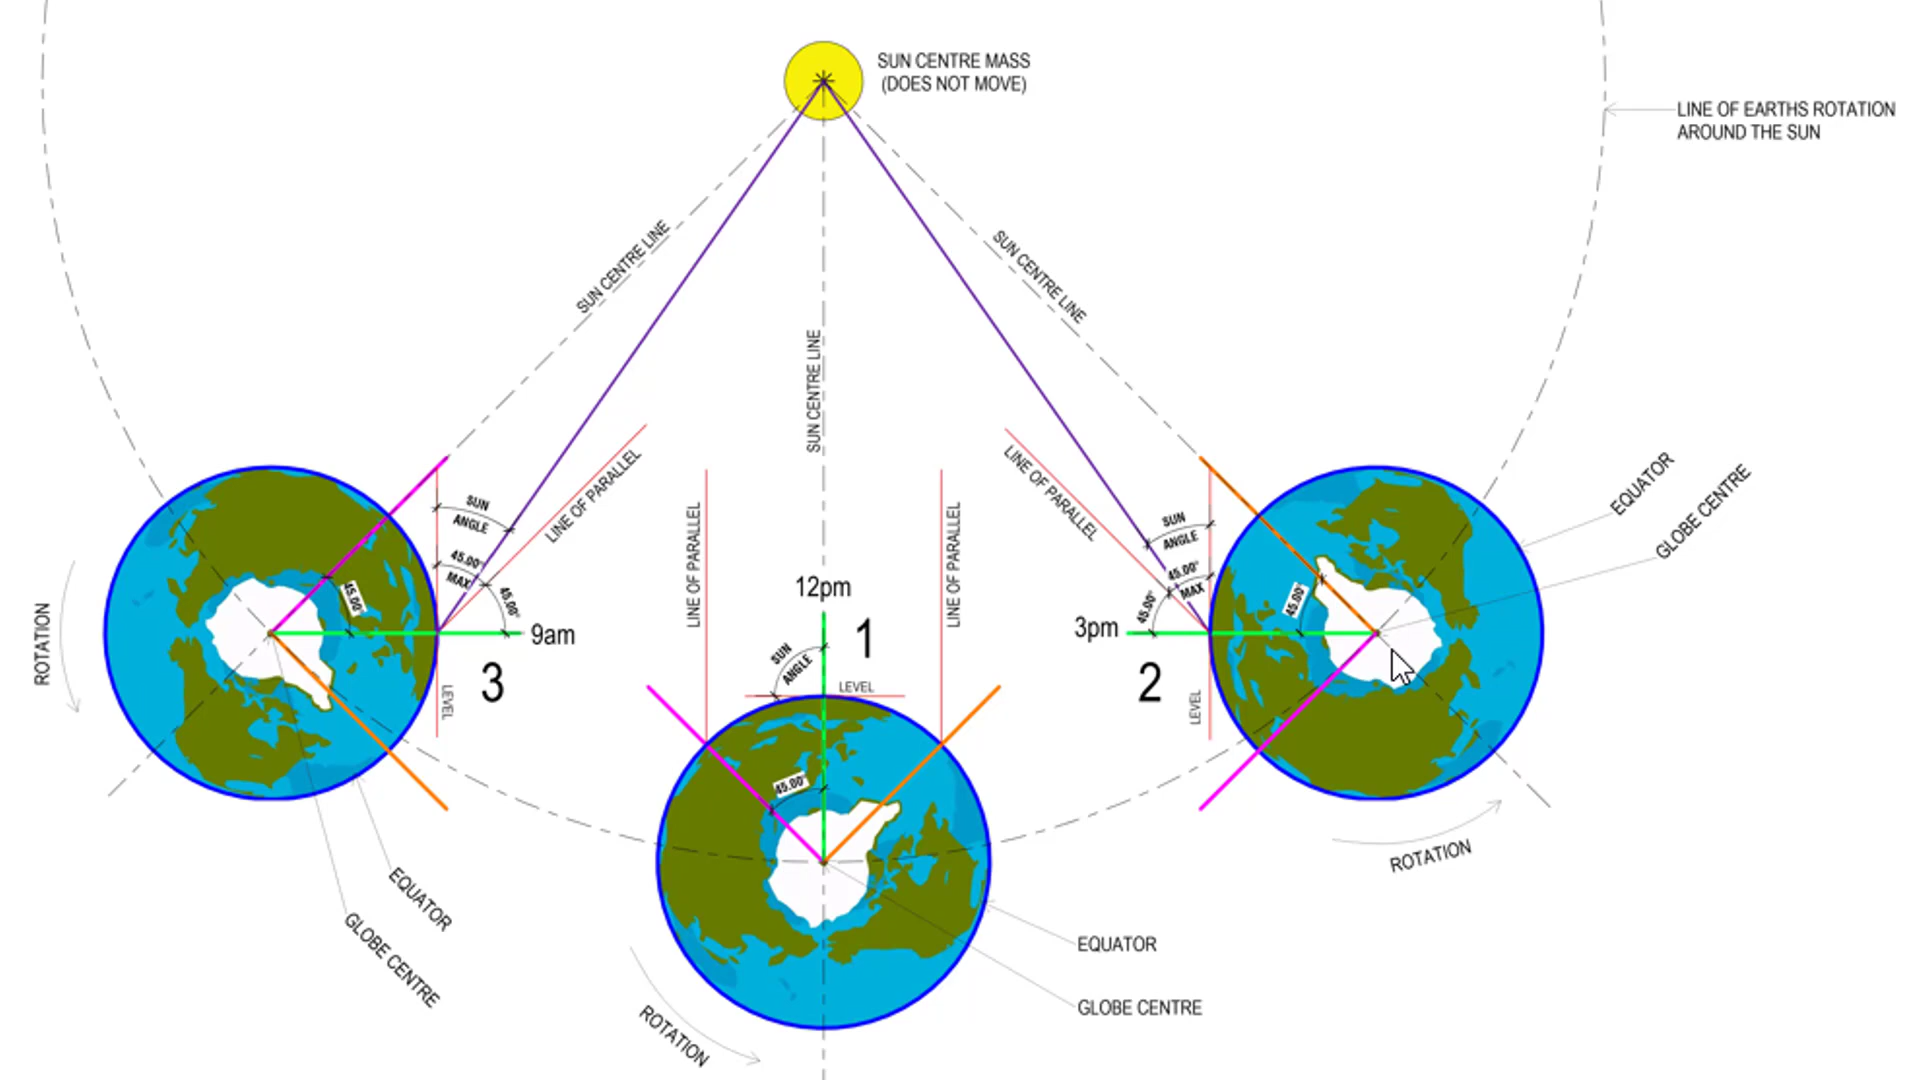 SUN CENTRE MASS
(DOES NOT MOVE)
LINE OF EARTHS ROTATION
AROUND THE SUN
SUN CENTRE LINE
SUN CENTRE LINE
SUN CENTRE LINE
LINE OF PARALLEL
LINE OF PARALLEL
LINE OF PARALLEL
LINE OF PARALLEL
SUN
ANGLE
45.00°
MAX
45.00°
45.00°
9am
3
LEVEL
ROTATION
EQUATOR
GLOBE CENTRE
12pm
1
SUN
ANGLE
LEVEL
45.00°
EQUATOR
GLOBE CENTRE
ROTATION
SUN
ANGLE
45.00°
MAX
45.00°
45.00°
3pm
2
LEVEL
EQUATOR
GLOBE CENTRE
ROTATION